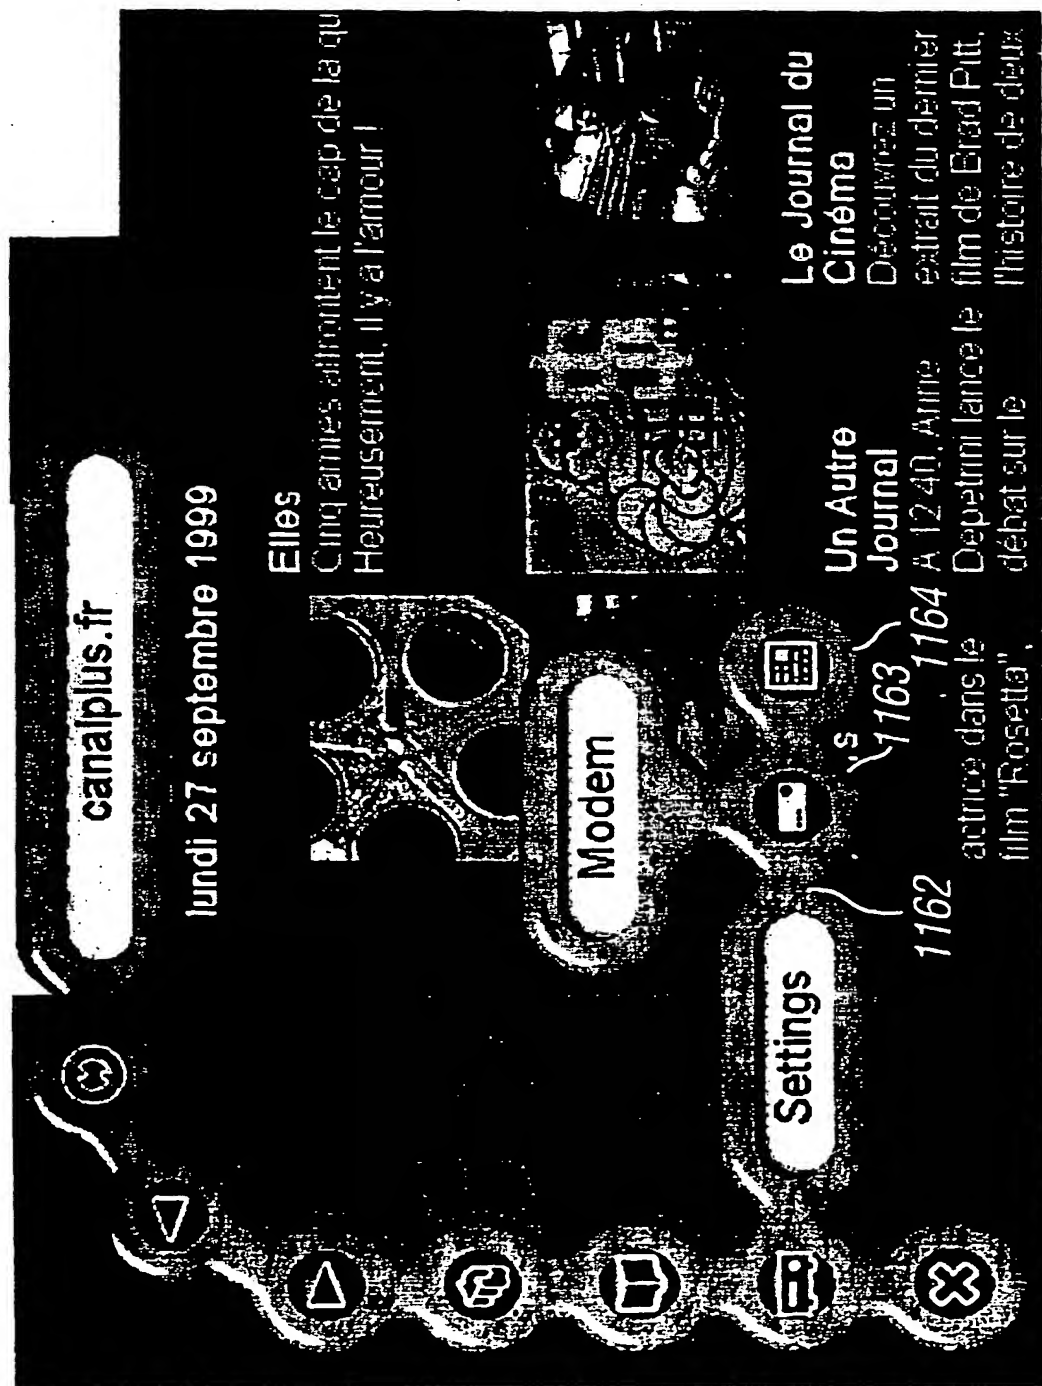 canalplus.fr
lundi 27 septembre 1999
Elles
Cinq amies affrontent le cap de la qu
Heureusement, il y a l'amour !
Modem
Settings
's
1162
1163
1164
actrice dans le
film "Rosetta",
Un Autre
Journal
A 12.40, Anne
Depetrini lance le
débat sur le
Le Journal du
Cinéma
Découvrez un
extrait du dernier
film de Brad Pitt,
l'histoire de deux